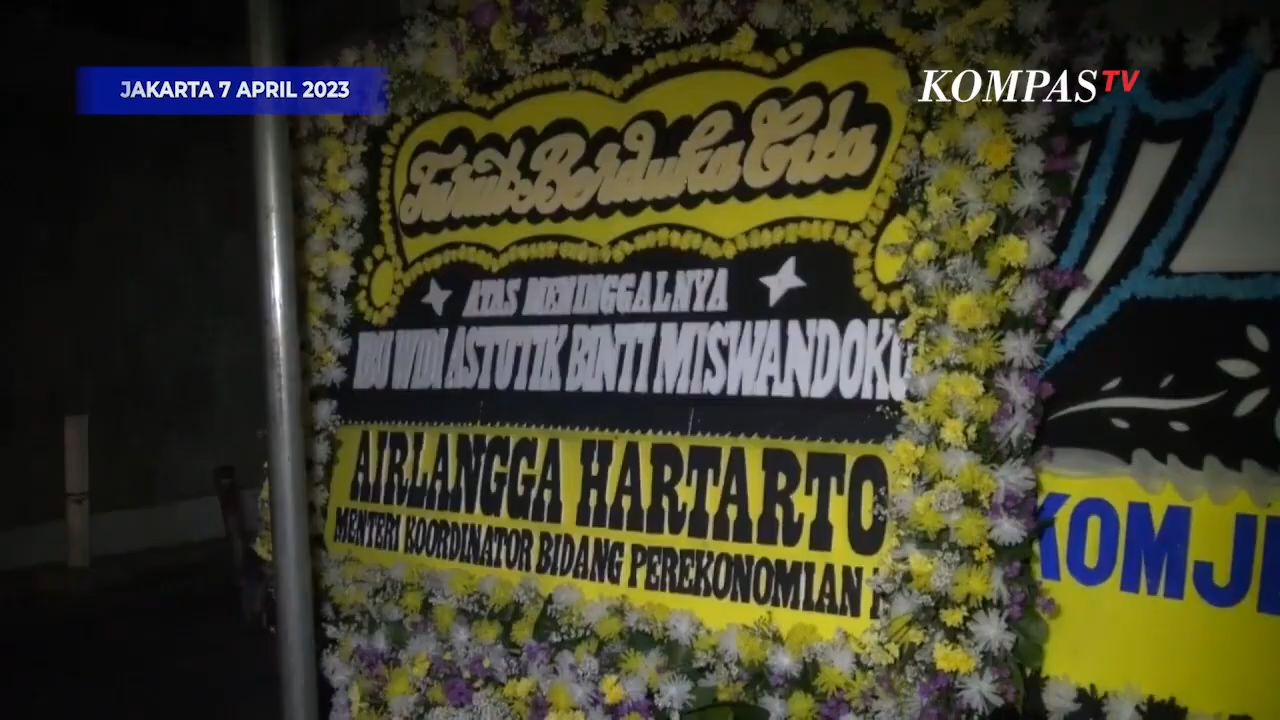 JAKARTA 7 APRIL 2023
KOMPASTV
Turut Berduka Cita
ATAS MENINGGALNYA
IBU WIDI ASTUTIK BINTI MISWANDOKO
AIRLANGGA HARTARTO
MENTERI KOORDINATOR BIDANG PEREKONOMIAN